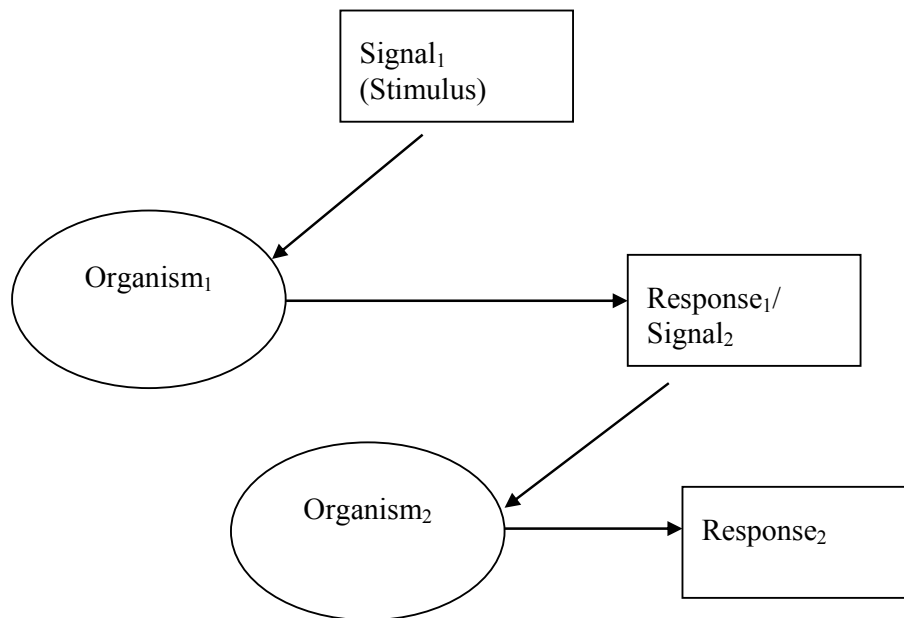 Signal₁
(Stimulus)
Organism₁
Response₁/
Signal₂
Organism₂
Response₂